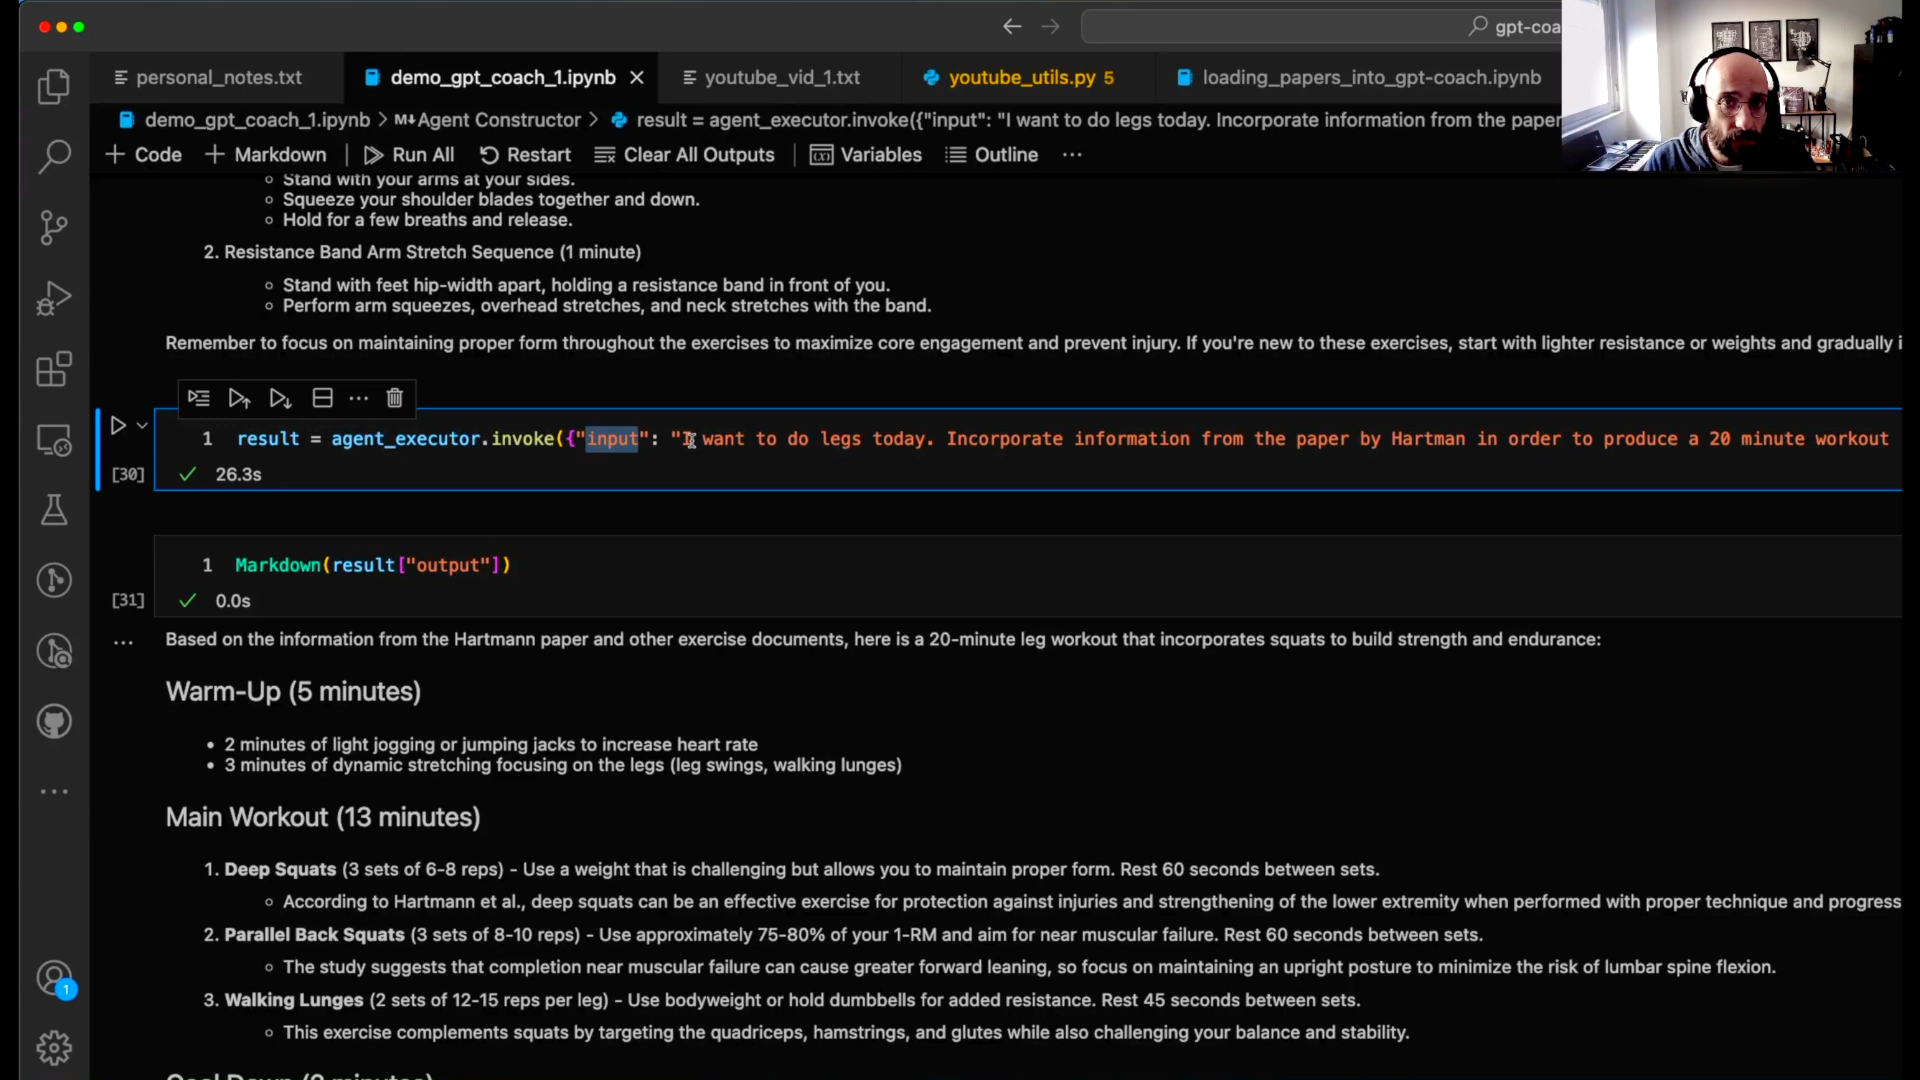 gpt-coa
personal_notes.txt
demo_gpt_coach_1.ipynb
youtube_vid_1.txt
youtube_utils.py 5
loading_papers_into_gpt-coach.ipynb
demo_gpt_coach_1.ipynb > M↓Agent Constructor > result = agent_executor.invoke({"input": "I want to do legs today. Incorporate information from the paper
+ Code + Markdown | Run All Restart Clear All Outputs | Variables Outline ...
Stand with your arms at your sides.
Squeeze your shoulder blades together and down.
Hold for a few breaths and release.
2. Resistance Band Arm Stretch Sequence (1 minute)
Stand with feet hip-width apart, holding a resistance band in front of you.
Perform arm squeezes, overhead stretches, and neck stretches with the band.
Remember to focus on maintaining proper form throughout the exercises to maximize core engagement and prevent injury. If you're new to these exercises, start with lighter resistance or weights and gradually i
1 result = agent_executor.invoke({"input": "I want to do legs today. Incorporate information from the paper by Hartman in order to produce a 20 minute workout
[30] 26.3s
1 Markdown(result["output"])
[31] 0.0s
Based on the information from the Hartmann paper and other exercise documents, here is a 20-minute leg workout that incorporates squats to build strength and endurance:
Warm-Up (5 minutes)
• 2 minutes of light jogging or jumping jacks to increase heart rate
• 3 minutes of dynamic stretching focusing on the legs (leg swings, walking lunges)
Main Workout (13 minutes)
1. Deep Squats (3 sets of 6-8 reps) - Use a weight that is challenging but allows you to maintain proper form. Rest 60 seconds between sets.
According to Hartmann et al., deep squats can be an effective exercise for protection against injuries and strengthening of the lower extremity when performed with proper technique and progress
2. Parallel Back Squats (3 sets of 8-10 reps) - Use approximately 75-80% of your 1-RM and aim for near muscular failure. Rest 60 seconds between sets.
The study suggests that completion near muscular failure can cause greater forward leaning, so focus on maintaining an upright posture to minimize the risk of lumbar spine flexion.
3. Walking Lunges (2 sets of 12-15 reps per leg) - Use bodyweight or hold dumbbells for added resistance. Rest 45 seconds between sets.
This exercise complements squats by targeting the quadriceps, hamstrings, and glutes while also challenging your balance and stability.
1